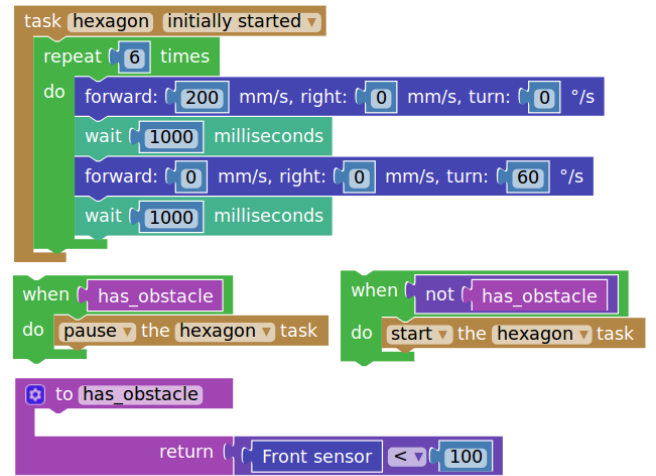 task hexagon initially started ▾
repeat 6 times
do forward: 200 mm/s, right: 0 mm/s, turn: 0 °/s
wait 1000 milliseconds
forward: 0 mm/s, right: 0 mm/s, turn: 60 °/s
wait 1000 milliseconds
when has_obstacle
do pause ▾ the hexagon ▾ task
when not has_obstacle
do start ▾ the hexagon ▾ task
to has_obstacle
return Front sensor < ▾ 100